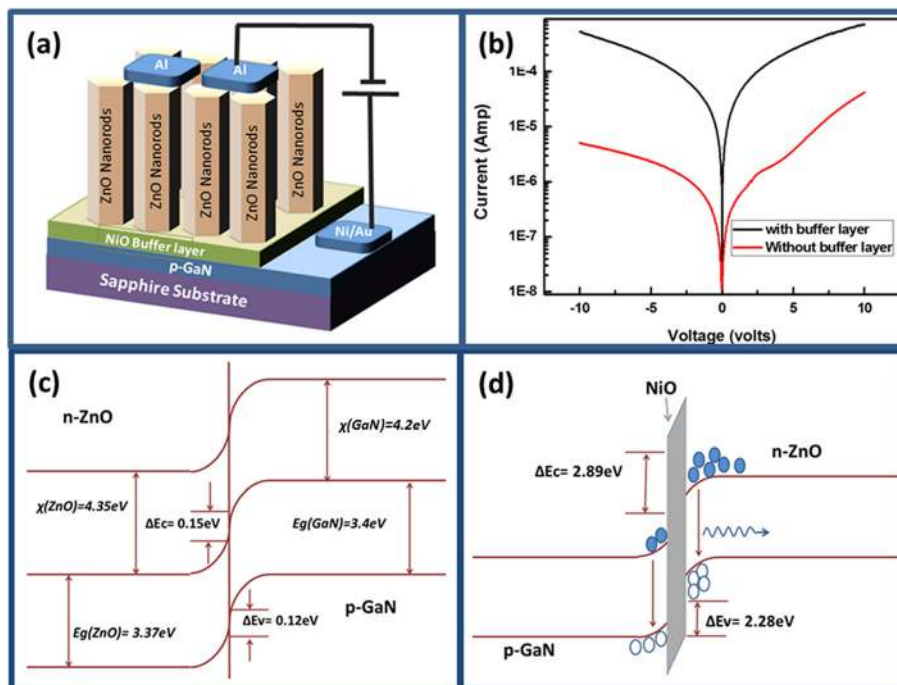 (a)
Al
Al
ZnO Nanorods
ZnO Nanorods
ZnO Nanorods
ZnO Nanorods
ZnO Nanorods
NiO Buffer layer
Ni/Au
p-GaN
Sapphire Substrate
(b)
Current (Amp)
1E-4
1E-5
1E-6
1E-7
1E-8
with buffer layer
Without buffer layer
-10
-5
0
5
10
Voltage (volts)
(c)
n-ZnO
χ(GaN)=4.2eV
χ(ZnO)=4.35eV
ΔEc= 0.15eV
Eg(GaN)=3.4eV
Eg(ZnO)= 3.37eV
ΔEv= 0.12eV
p-GaN
(d)
NiO
n-ZnO
ΔEc= 2.89eV
ΔEv= 2.28eV
p-GaN